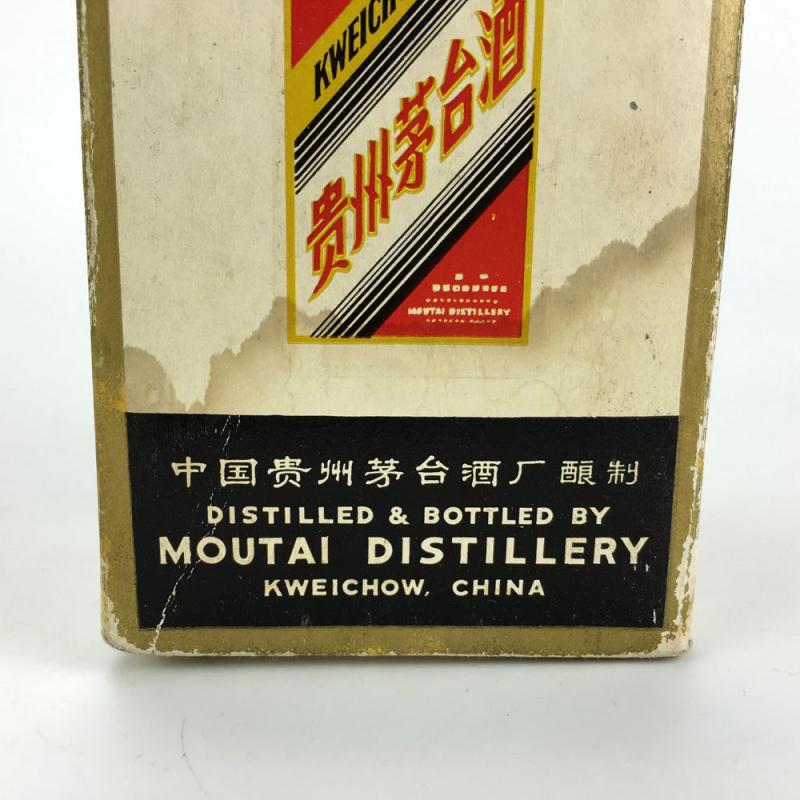 KWEICHO
贵州茅台酒
MOUTAI DISTILLERY
中国贵州茅台酒厂酿制
DISTILLED & BOTTLED BY
MOUTAI DISTILLERY
KWEICHOW, CHINA